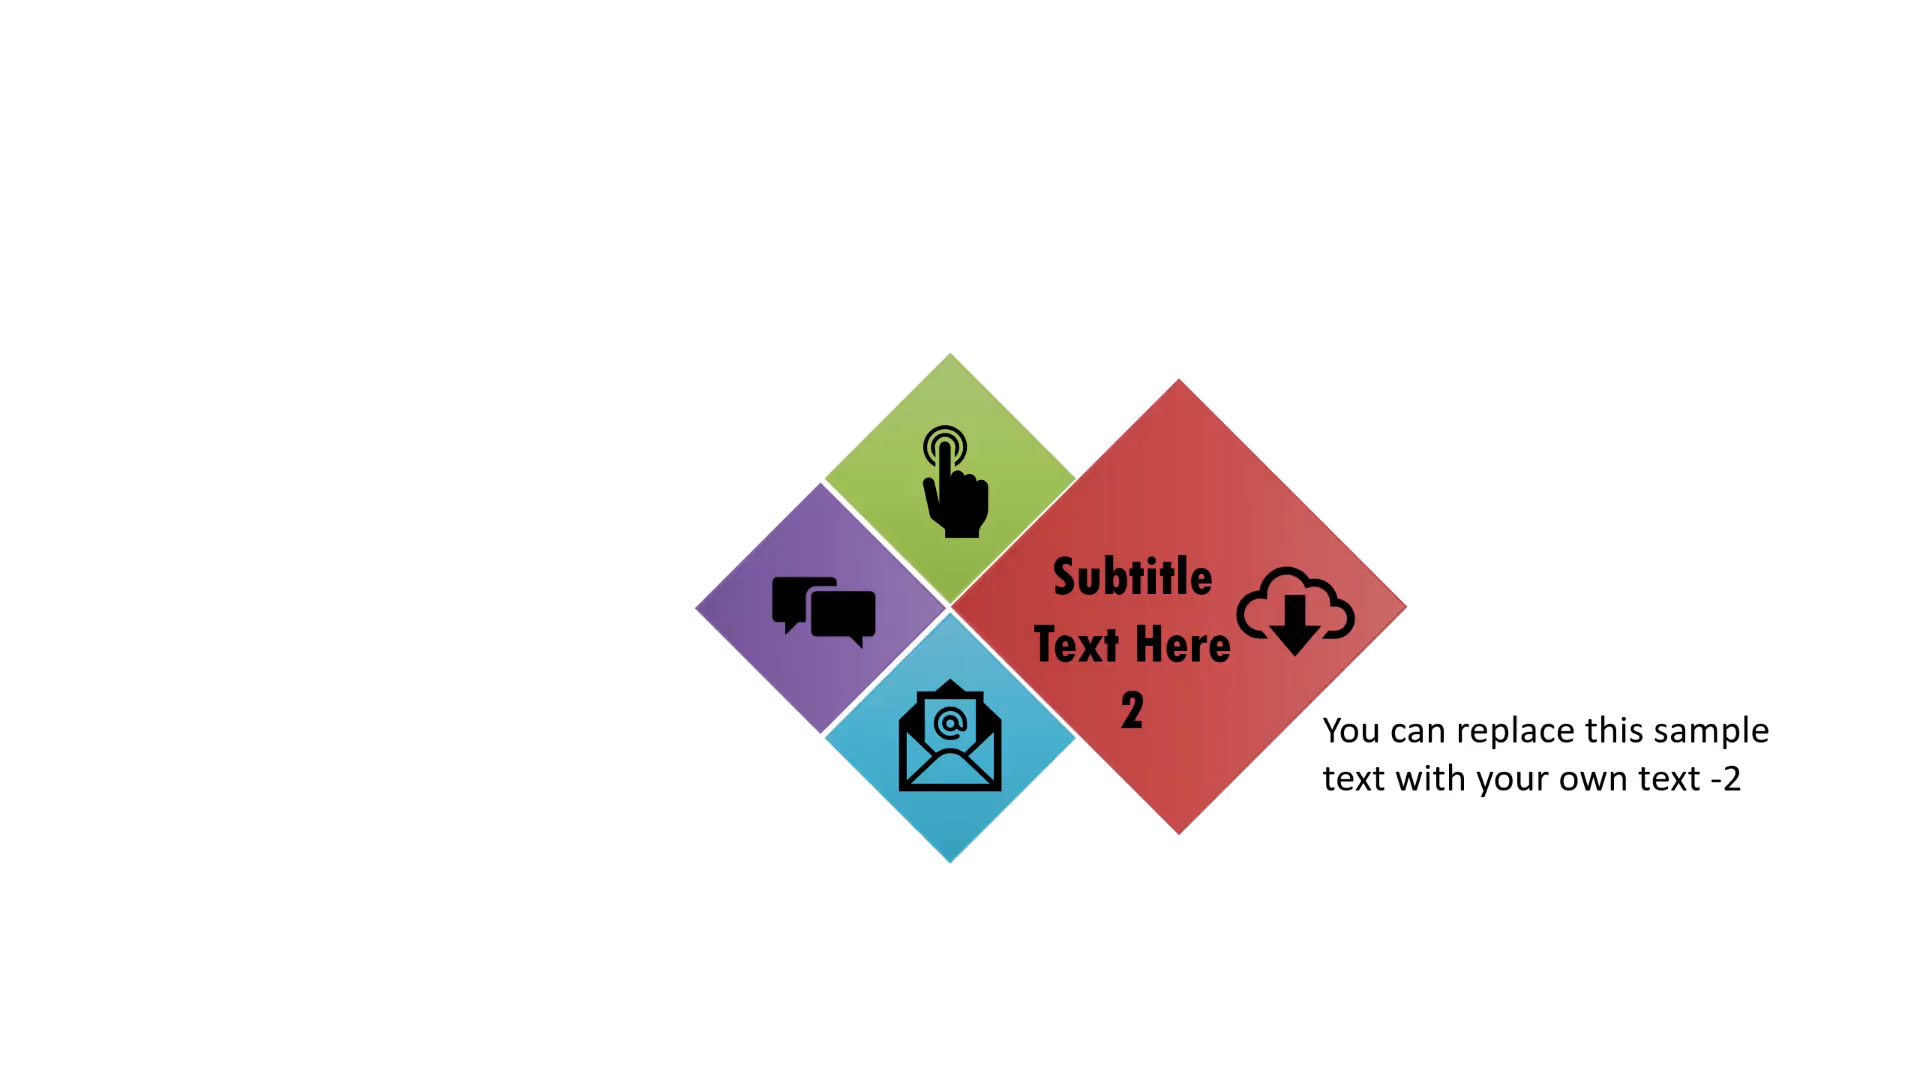 Subtitle
Text Here
2
You can replace this sample
text with your own text -2